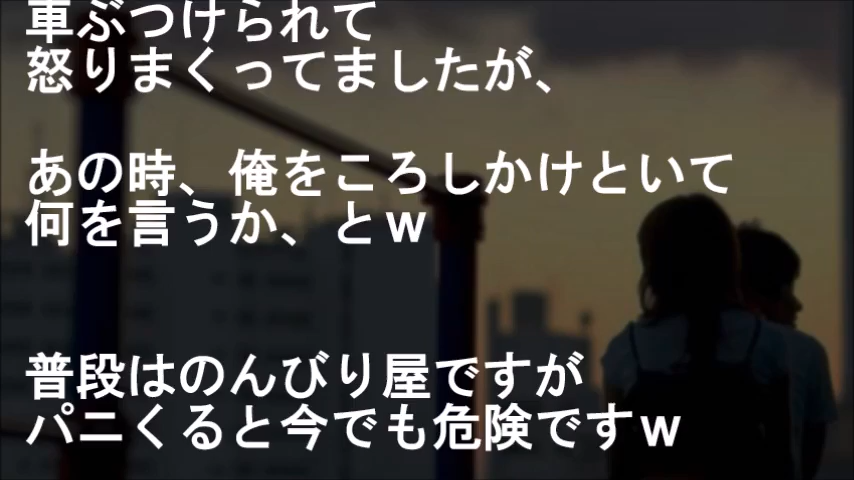 車ぶつけられて
怒りまくってましたが、
あの時、俺をころしかけといて
何を言うか、とｗ
普段はのんびり屋ですが
パニくると今でも危険ですｗ